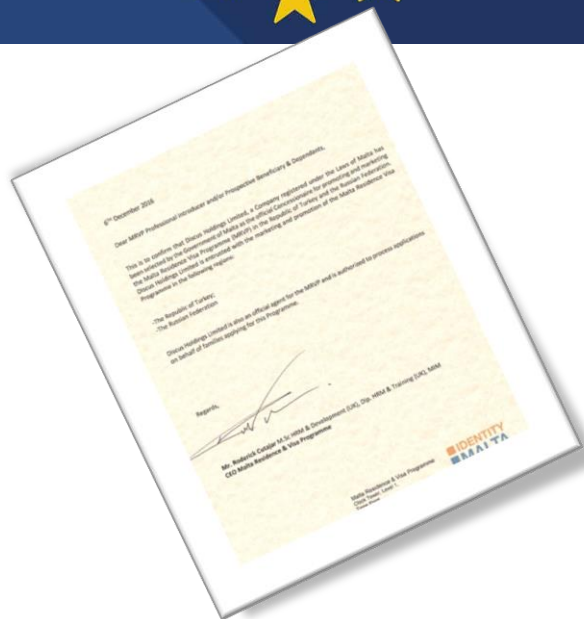 6TH December 2016
Dear MRVP Professional Introducer and/or Prospective Beneficiary & Dependants,
This is to confirm that Discus Holdings Limited, a Company registered under the Laws of Malta has
been selected by the Government of Malta as the official Concessionaire for promoting and marketing
the Malta Residence Visa Programme (MRVP) in the Republic of Turkey and the Russian Federation.
Discus Holdings Limited is entrusted with the marketing and promotion of the Malta Residence Visa
Programme in the following regions:
-The Republic of Turkey;
-The Russian Federation
Discus Holdings Limited is also an official agent for the MRVP and is authorized to process applications
on behalf of families applying for this Programme.
Regards,
Mr. Roderick Cutajar M.Sc HRM & Development (UK), Dip. HRM & Training (UK), MIM
CEO Malta Residence & Visa Programme
IDENTITY
MALTA
Malta Residence & Visa Programme
Clock Tower, Level 1,